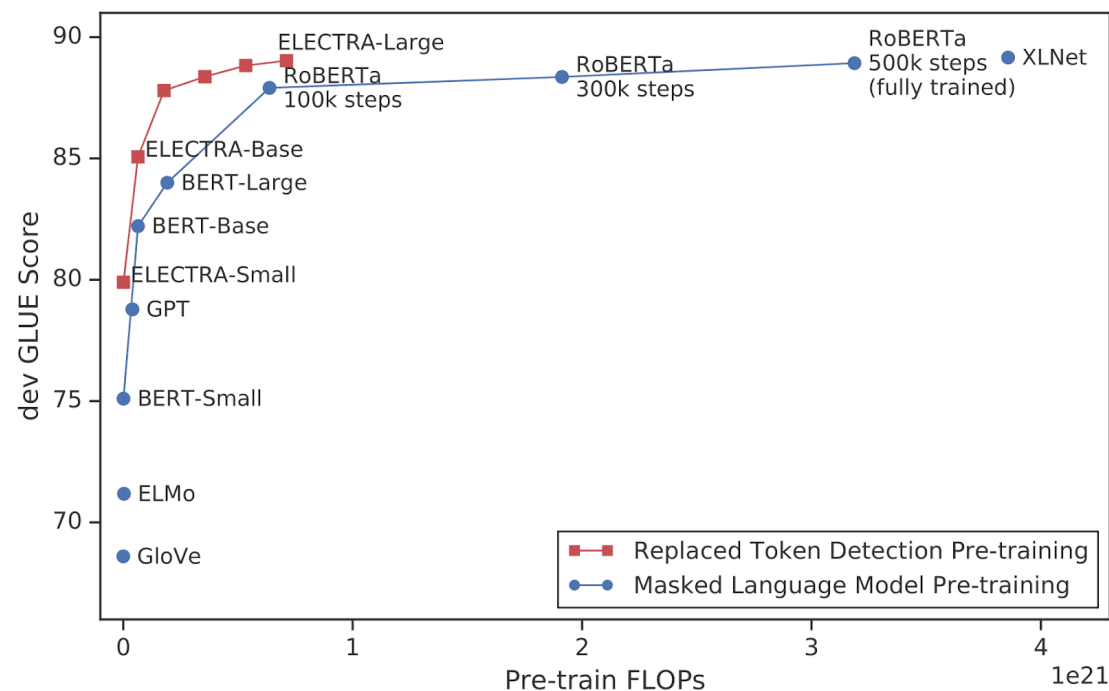 90
85
80
75
70
dev GLUE Score
ELECTRA-Large
RoBERTa
100k steps
RoBERTa
300k steps
RoBERTa
500k steps
(fully trained)
XLNet
ELECTRA-Base
BERT-Large
BERT-Base
ELECTRA-Small
GPT
BERT-Small
ELMo
GloVe
Replaced Token Detection Pre-training
Masked Language Model Pre-training
0 1 2 3 4
1e21
Pre-train FLOPs